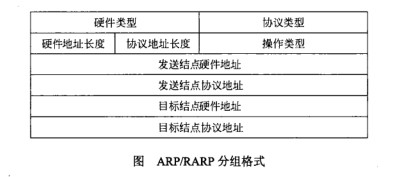 硬件类型 协议类型
硬件地址长度 协议地址长度 操作类型
发送结点硬件地址
发送结点协议地址
目标结点硬件地址
目标结点协议地址
图 ARP/RARP 分组格式